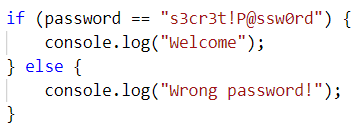 if (password == "s3cr3t!P@ssw0rd") {
    console.log("Welcome");
} else {
    console.log("Wrong password!");
}